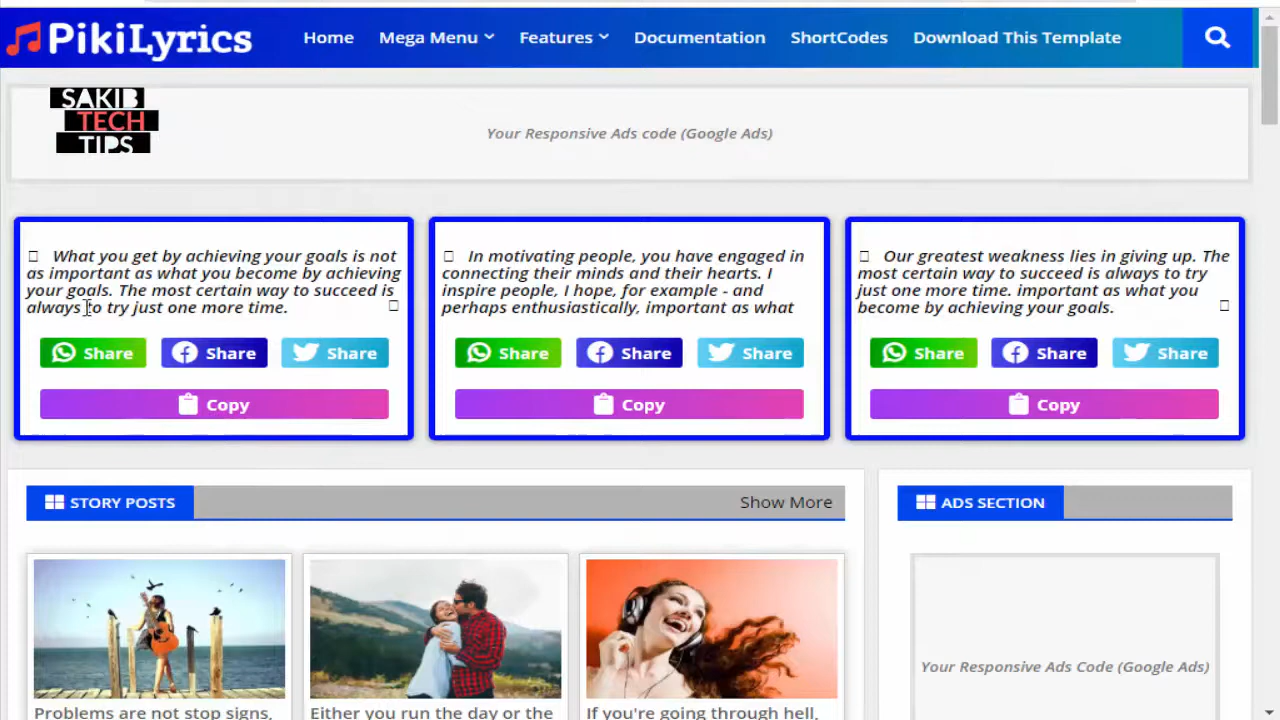 PikiLyrics
Home Mega Menu Features Documentation ShortCodes Download This Template
SAKIB
TECH
TIPS
Your Responsive Ads code (Google Ads)
What you get by achieving your goals is not
as important as what you become by achieving
your goals. The most certain way to succeed is
always to try just one more time.
Share Share Share
Copy
In motivating people, you have engaged in
connecting their minds and their hearts. I
inspire people, I hope, for example - and
perhaps enthusiastically, important as what
Share Share Share
Copy
Our greatest weakness lies in giving up. The
most certain way to succeed is always to try
just one more time. important as what you
become by achieving your goals.
Share Share Share
Copy
STORY POSTS Show More
Problems are not stop signs,
Either you run the day or the
If you're going through hell,
ADS SECTION
Your Responsive Ads Code (Google Ads)